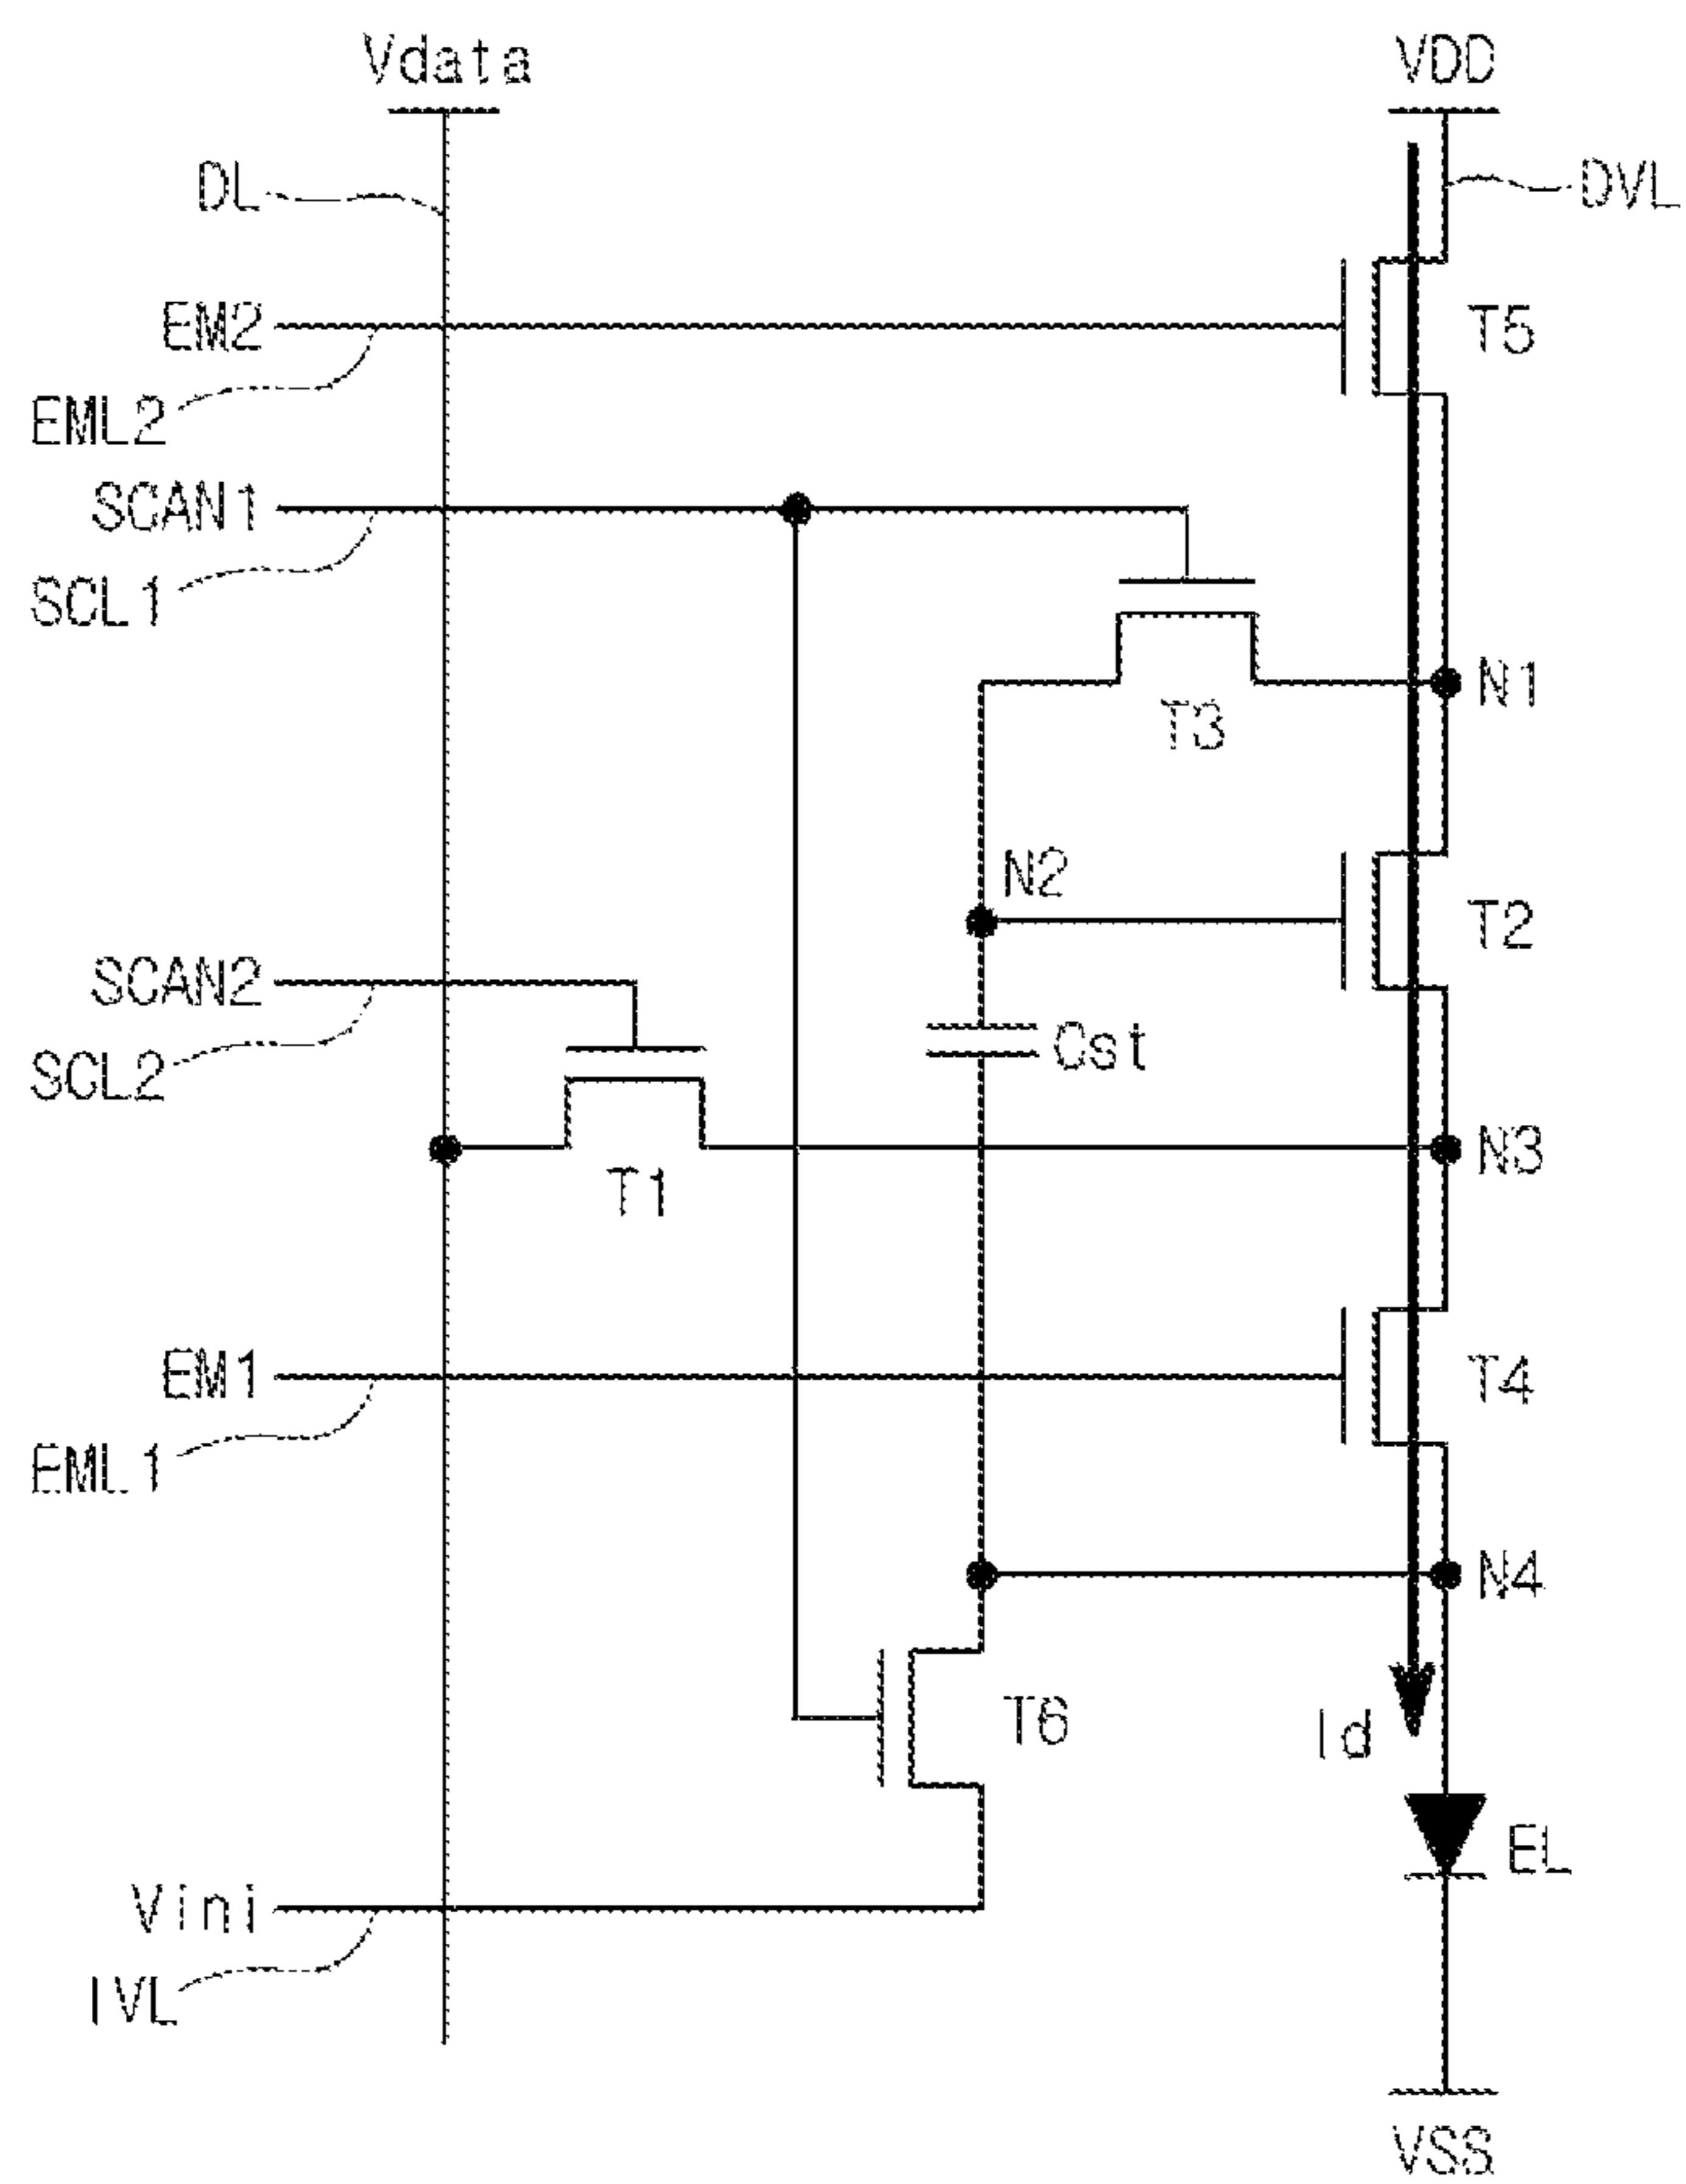 Vdata
VDD
DL
DVL
EM2
T5
EML2
SCAN1
SCL1
N1
T3
N2
T2
SCAN2
Cst
SCL2
N3
T1
EM1
T4
EML1
N4
T6
Id
EL
Vini
IVL
VSS